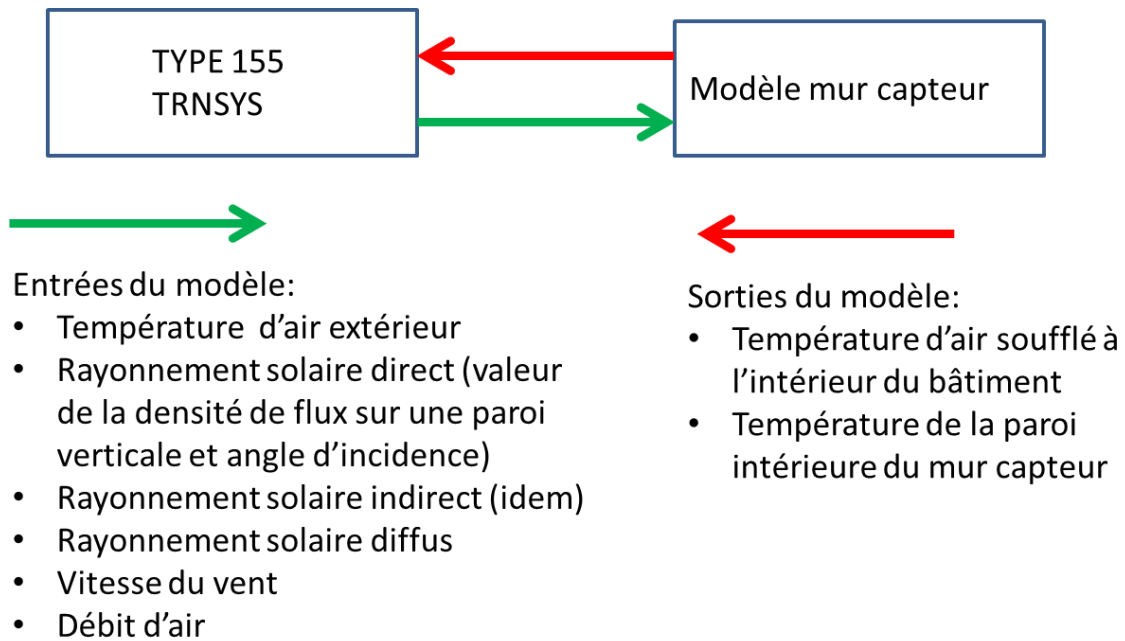 TYPE 155
TRNSYS
Modèle mur capteur
Entrées du modèle:
• Température d'air extérieur
• Rayonnement solaire direct (valeur
de la densité de flux sur une paroi
verticale et angle d'incidence)
• Rayonnement solaire indirect (idem)
• Rayonnement solaire diffus
• Vitesse du vent
• Débit d'air
Sorties du modèle:
• Température d'air soufflé à
l'intérieur du bâtiment
• Température de la paroi
intérieure du mur capteur